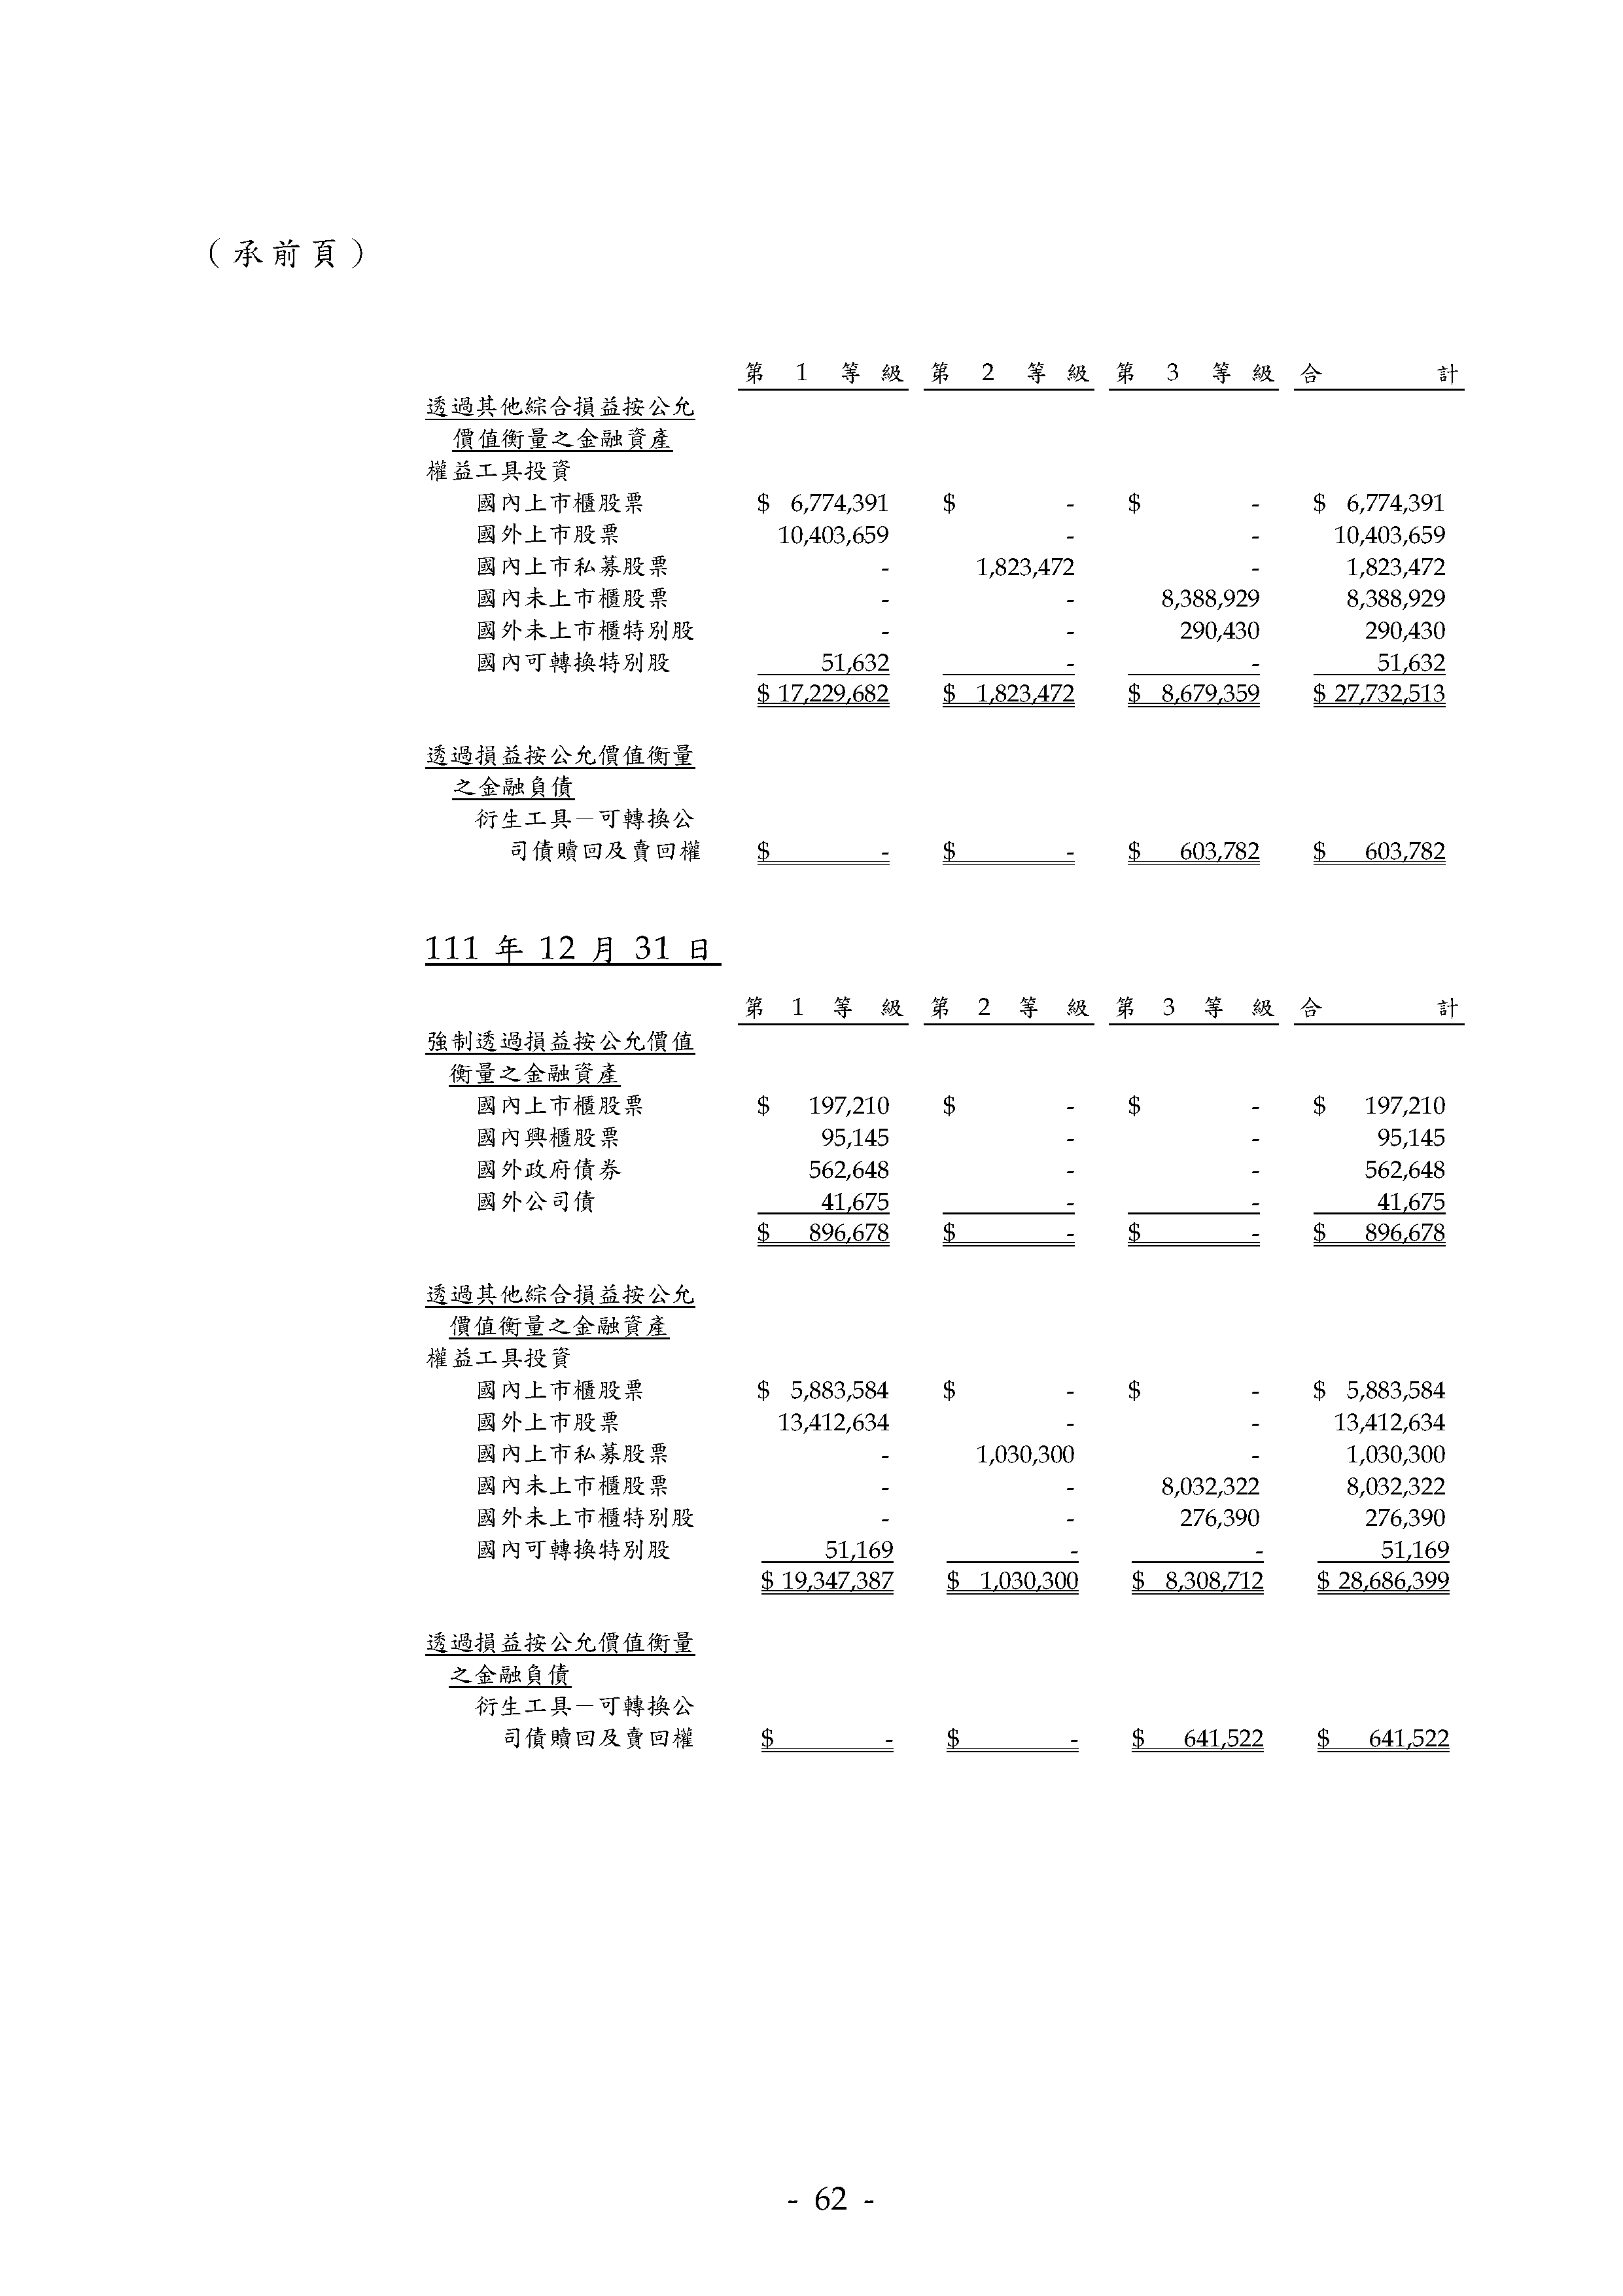 （承前頁）
第 1 等級 第 2 等級 第 3 等級 合計
透過其他綜合損益按公允
價值衡量之金融資產
權益工具投資
國內上市櫃股票 $ 6,774,391 $ - $ - $ 6,774,391
國外上市股票 10,403,659 - - 10,403,659
國內上市私募股票 - 1,823,472 - 1,823,472
國內未上市櫃股票 - - 8,388,929 8,388,929
國外未上市櫃特別股 - - 290,430 290,430
國內可轉換特別股 51,632 - - 51,632
$ 17,229,682 $ 1,823,472 $ 8,679,359 $ 27,732,513
透過損益按公允價值衡量
之金融負債
衍生工具－可轉換公
司債贖回及賣回權 $ - $ - $ 603,782 $ 603,782
111 年 12 月 31 日
第 1 等級 第 2 等級 第 3 等級 合計
強制透過損益按公允價值
衡量之金融資產
國內上市櫃股票 $ 197,210 $ - $ - $ 197,210
國內興櫃股票 95,145 - - 95,145
國外政府債券 562,648 - - 562,648
國外公司債 41,675 - - 41,675
$ 896,678 $ - $ - $ 896,678
透過其他綜合損益按公允
價值衡量之金融資產
權益工具投資
國內上市櫃股票 $ 5,883,584 $ - $ - $ 5,883,584
國外上市股票 13,412,634 - - 13,412,634
國內上市私募股票 - 1,030,300 - 1,030,300
國內未上市櫃股票 - - 8,032,322 8,032,322
國外未上市櫃特別股 - - 276,390 276,390
國內可轉換特別股 51,169 - - 51,169
$ 19,347,387 $ 1,030,300 $ 8,308,712 $ 28,686,399
透過損益按公允價值衡量
之金融負債
衍生工具－可轉換公
司債贖回及賣回權 $ - $ - $ 641,522 $ 641,522
- 62 -